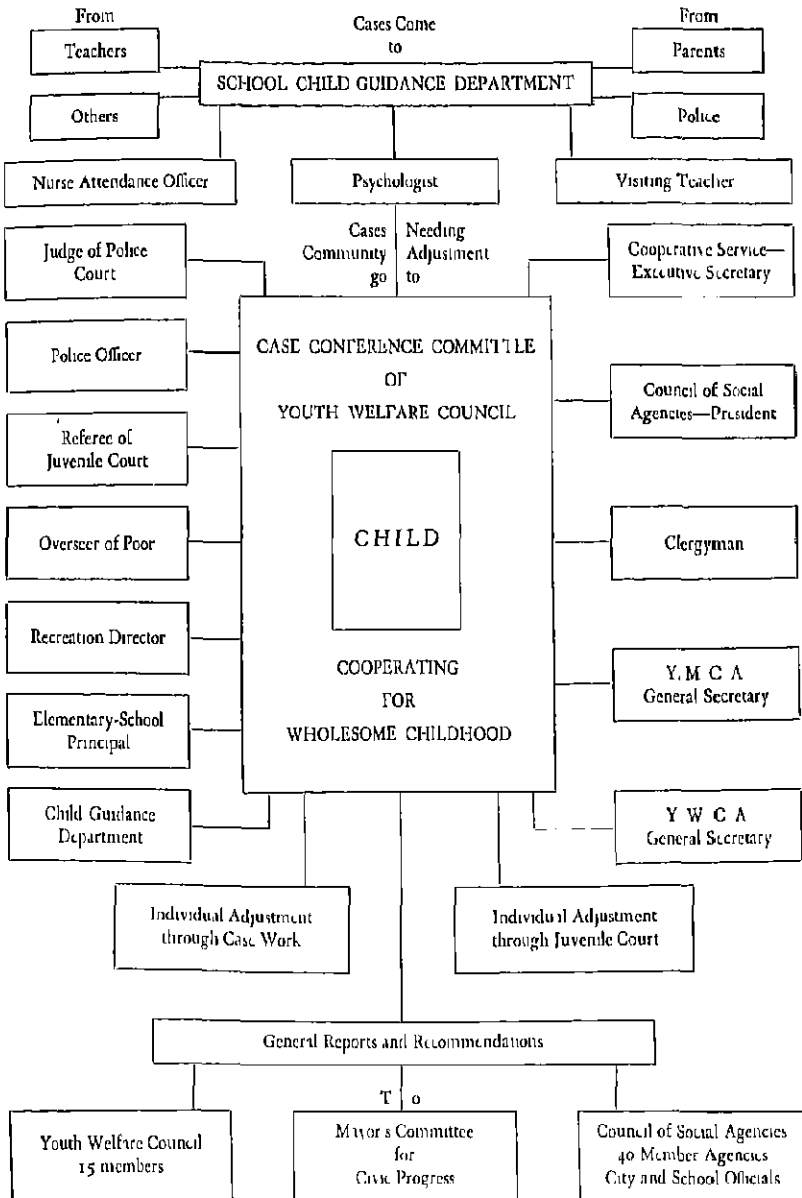 From
Cases Come
to
From
Teachers
Parents
SCHOOL CHILD GUIDANCE DEPARTMENT
Others
Police
Nurse Attendance Officer
Psychologist
Visiting Teacher
Cases Needing
Community Adjustment
go to
Judge of Police
Court
Police Officer
Referee of
Juvenile Court
Overseer of Poor
Recreation Director
Elementary-School
Principal
Child Guidance
Department
CASE CONFERENCE COMMITTEE
OF
YOUTH WELFARE COUNCIL
CHILD
COOPERATING
FOR
WHOLESOME CHILDHOOD
Cooperative Service—
Executive Secretary
Council of Social
Agencies—President
Clergyman
Y. M C A
General Secretary
Y W C A
General Secretary
Individual Adjustment
through Case Work
Individual Adjustment
through Juvenile Court
General Reports and Recommendations
To
Youth Welfare Council
15 members
Mayor s Committee
for
Civic Progress
Council of Social Agencies
40 Member Agencies
City and School Officials